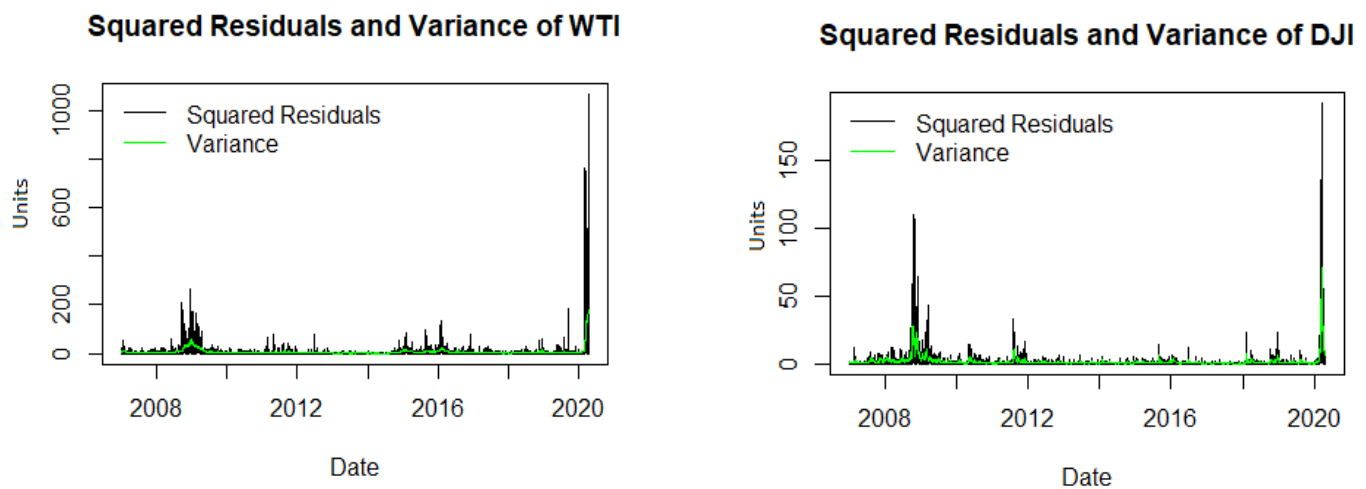 Squared Residuals and Variance of WTI
1000
600
200
0
Units
Squared Residuals
Variance
2008
2012
2016
2020
Date
Squared Residuals and Variance of DJI
150
100
50
0
Units
Squared Residuals
Variance
2008
2012
2016
2020
Date